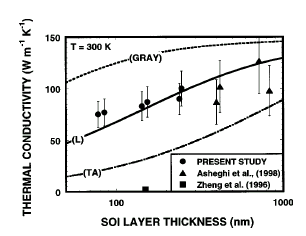 150
T = 300 K
(GRAY)
100
THERMAL CONDUCTIVITY (W m⁻¹ K⁻¹)
50
(L)
(TA)
PRESENT STUDY
Asheghi et al., (1998)
Zheng et al. (1996)
0
100
1000
SOI LAYER THICKNESS (nm)